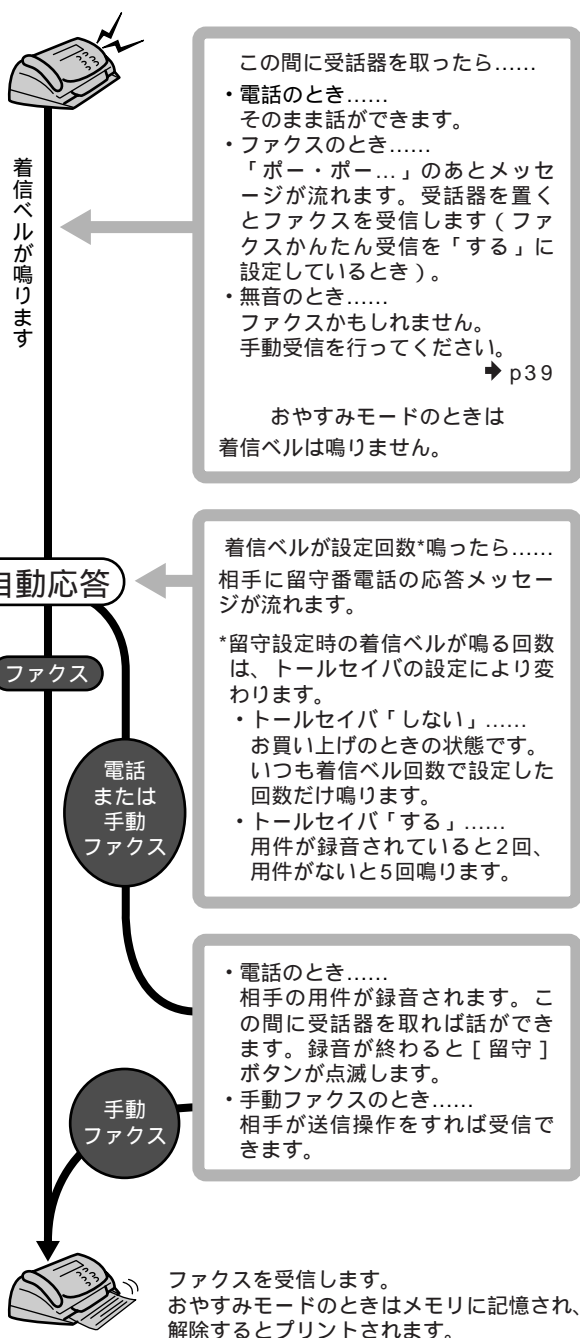 着信ベルが鳴ります
この間に受話器を取ったら……
・電話のとき……
そのまま話ができます。
・ファクスのとき……
「ポー・ポー…」のあとメッセ
ージが流れます。受話器を置く
とファクスを受信します（ファ
クスかんたん受信を「する」に
設定しているとき）。
・無音のとき……
ファクスかもしれません。
手動受信を行ってください。
➧ p39
おやすみモードのときは
着信ベルは鳴りません。
自動応答
着信ベルが設定回数*鳴ったら……
相手に留守番電話の応答メッセー
ジが流れます。
*留守設定時の着信ベルが鳴る回数
は、トールセイバの設定により変
わります。
・トールセイバ「しない」……
お買い上げのときの状態です。
いつも着信ベル回数で設定した
回数だけ鳴ります。
・トールセイバ「する」……
用件が録音されていると2回、
用件がないと5回鳴ります。
ファクス
電話
または
手動
ファクス
・電話のとき……
相手の用件が録音されます。こ
の間に受話器を取れば話ができ
ます。録音が終わると［留守］
ボタンが点滅します。
・手動ファクスのとき……
相手が送信操作をすれば受信で
きます。
手動
ファクス
ファクスを受信します。
おやすみモードのときはメモリに記憶され、
解除するとプリントされます。